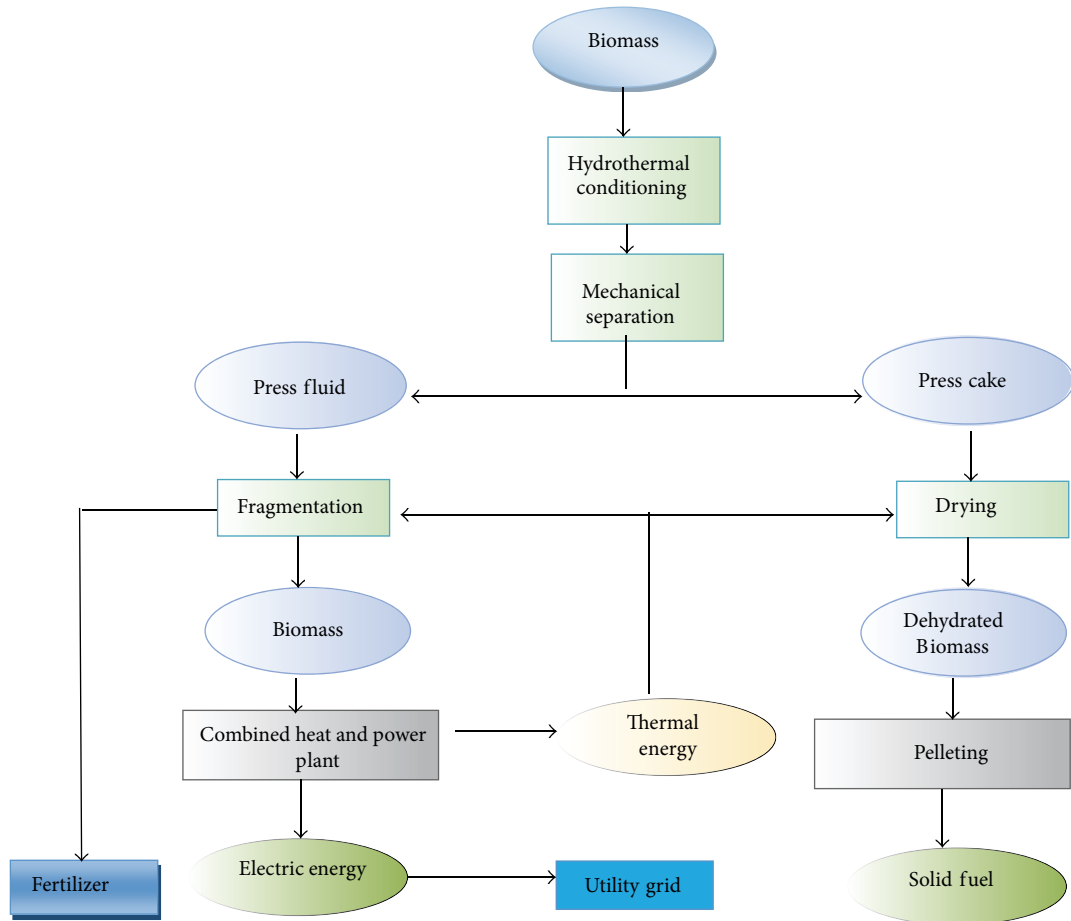 Biomass
Hydrothermal
conditioning
Mechanical
separation
Press fluid
Press cake
Fragmentation
Drying
Biomass
Dehydrated
Biomass
Combined heat and power
plant
Thermal
energy
Pelleting
Electric energy
Fertilizer
Utility grid
Solid fuel